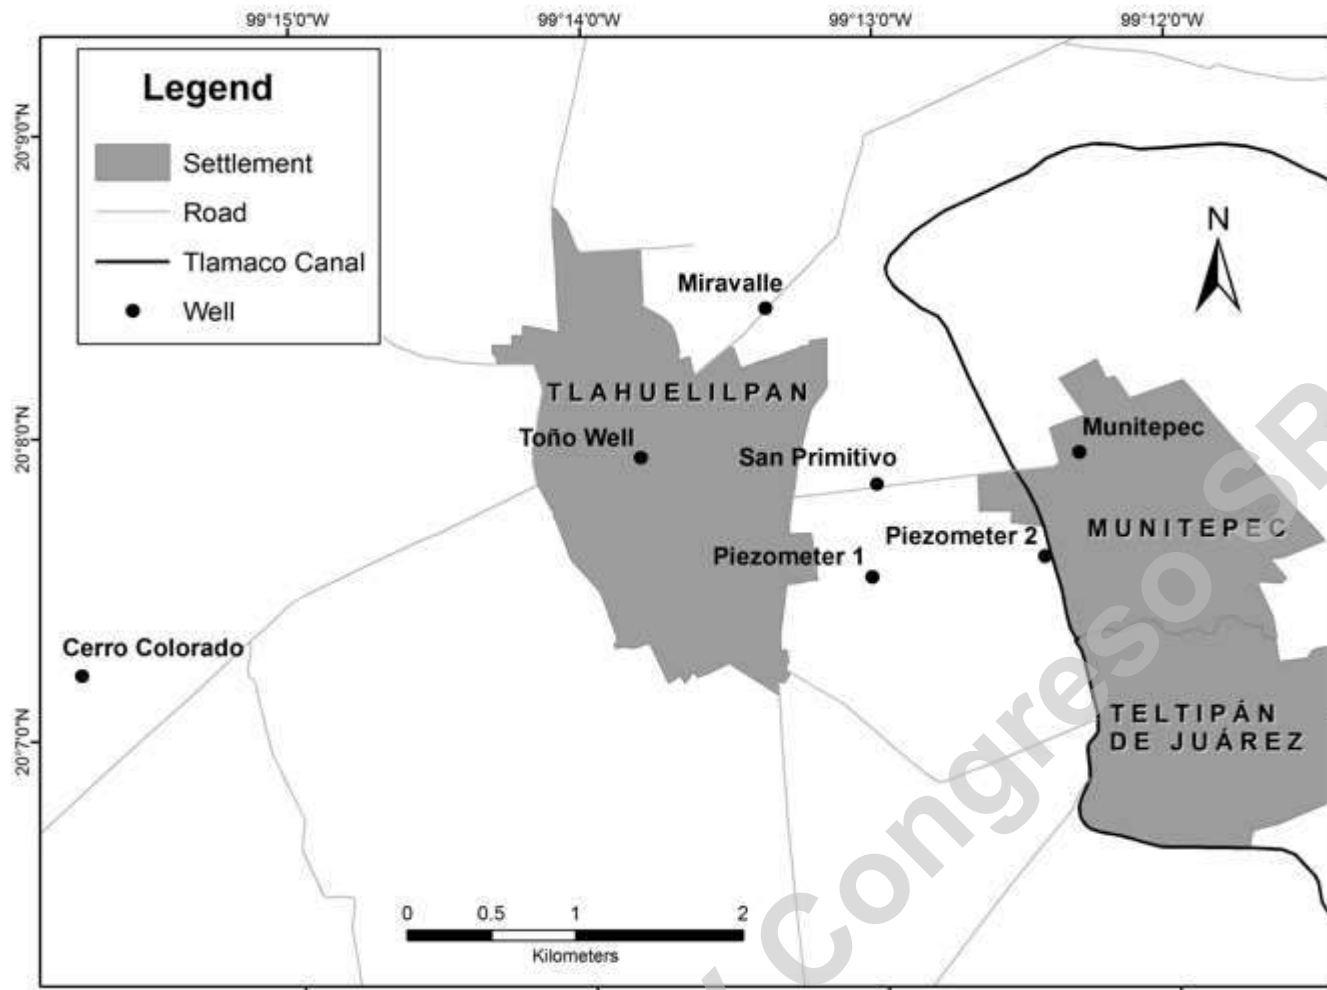 99°15'0"W 99°14'0"W 99°13'0"W 99°12'0"W
Legend
Settlement
Road
Tlamaco Canal
Well
20°9'0"N
20°8'0"N
20°7'0"N
N
Miravalle
TLAHUELILPAN
Toño Well
Munitepec
San Primitivo
MUNITEPEC
Piezometer 2
Piezometer 1
Cerro Colorado
TELTIPÁN
DE JUÁREZ
0 0.5 1 2
Kilometers
Congreso SR